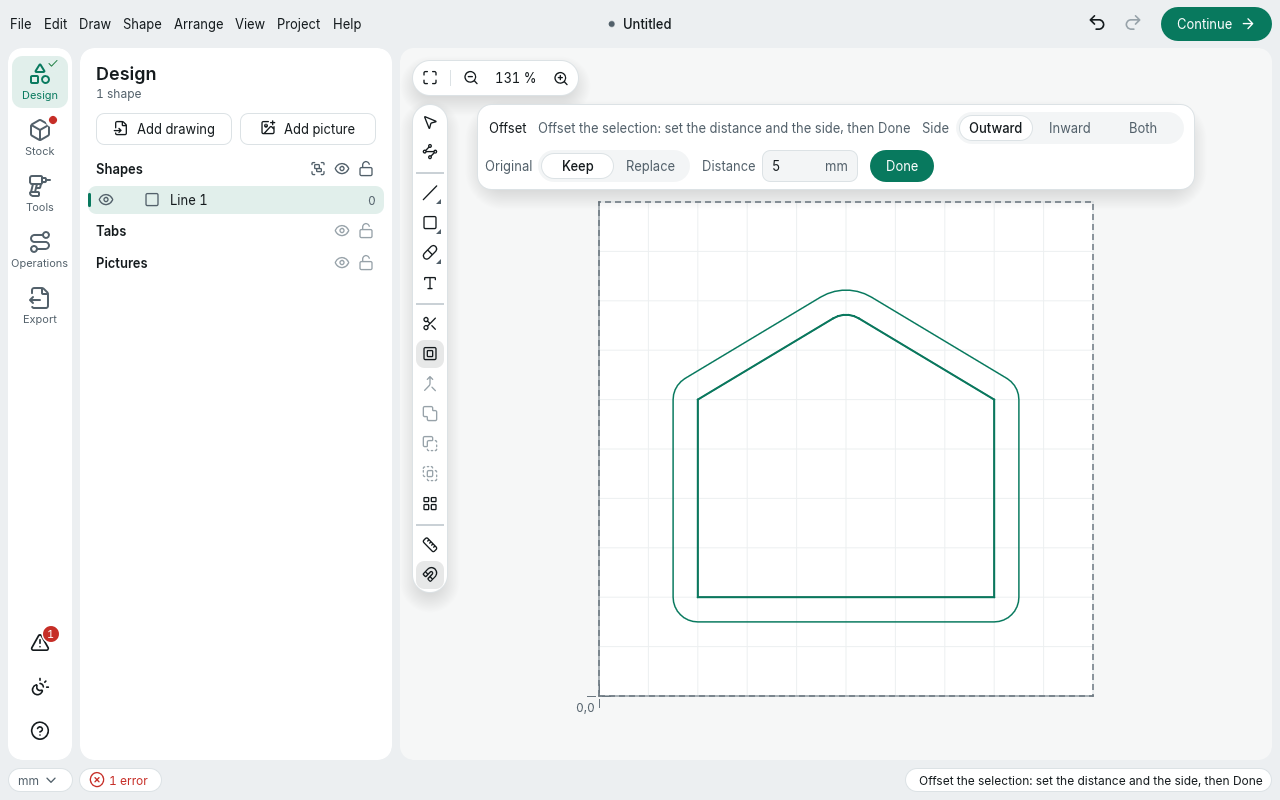 File Edit Draw Shape Arrange View Project Help
Untitled
Continue
Design
Stock
Tools
Operations
Export
1
Design
1 shape
Add drawing
Add picture
Shapes
Line 1
0
Tabs
Pictures
131 %
Offset Offset the selection: set the distance and the side, then Done Side Outward Inward Both
Original Keep Replace Distance 5 mm Done
0,0
mm
1 error
Offset the selection: set the distance and the side, then Done